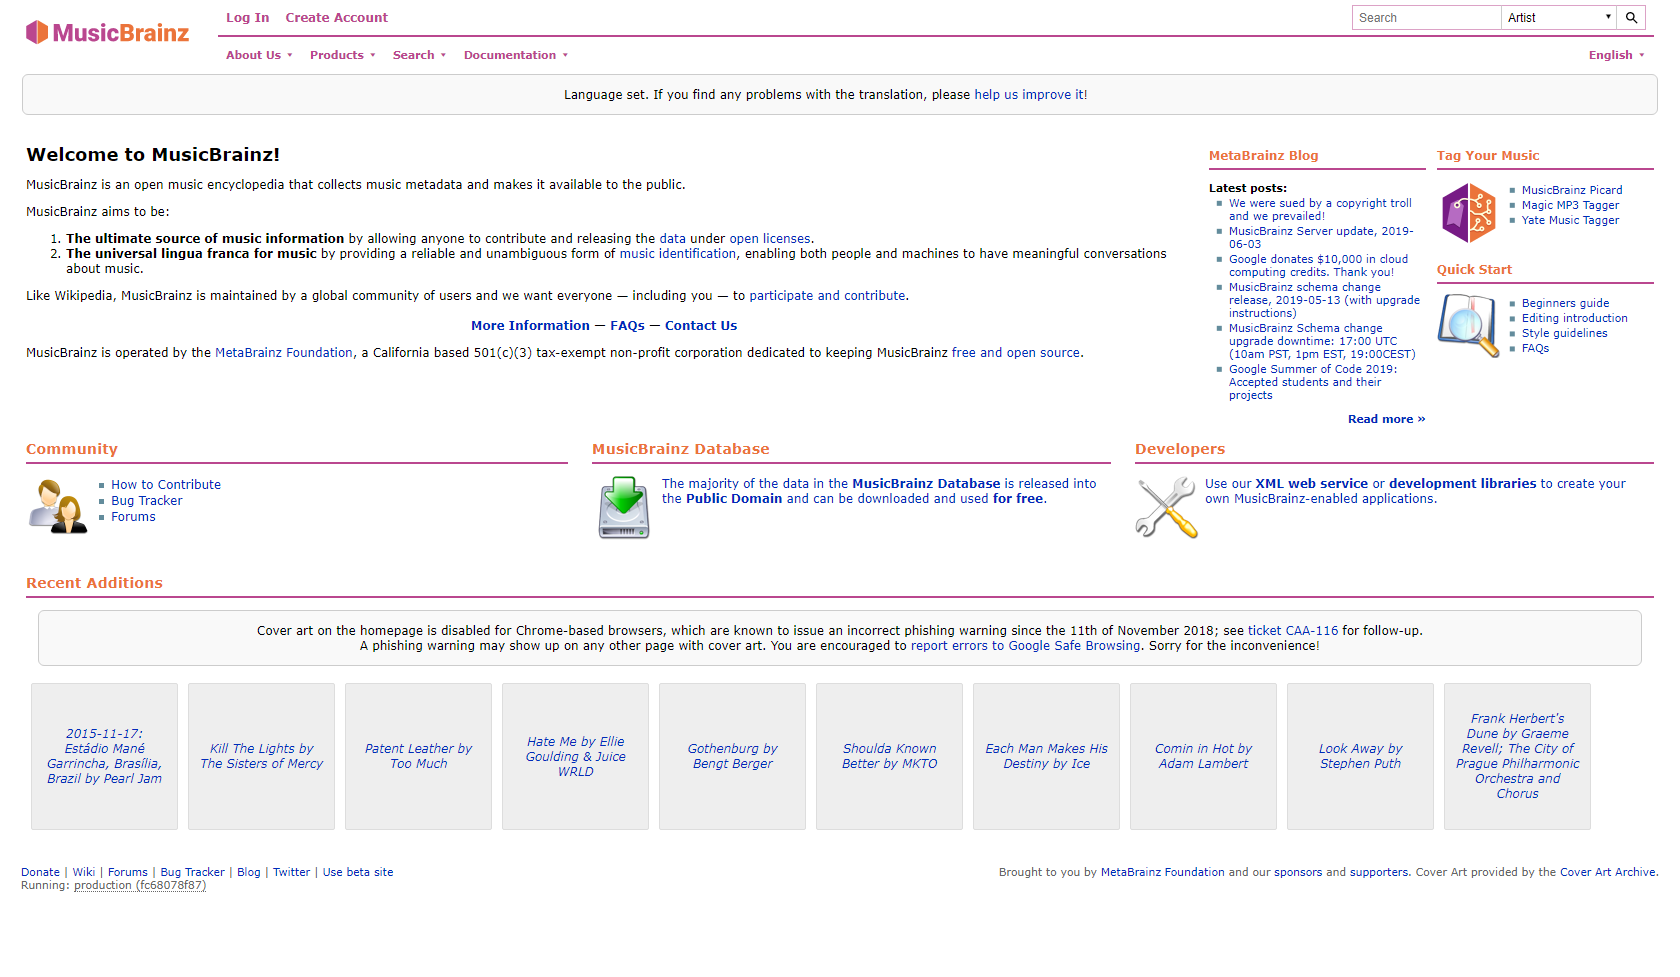 MusicBrainz
Log In Create Account
Search Artist
About Us Products Search Documentation English
Language set. If you find any problems with the translation, please help us improve it!
Welcome to MusicBrainz!
MusicBrainz is an open music encyclopedia that collects music metadata and makes it available to the public.
MusicBrainz aims to be:
1. The ultimate source of music information by allowing anyone to contribute and releasing the data under open licenses.
2. The universal lingua franca for music by providing a reliable and unambiguous form of music identification, enabling both people and machines to have meaningful conversations
about music.
Like Wikipedia, MusicBrainz is maintained by a global community of users and we want everyone — including you — to participate and contribute.
More Information — FAQs — Contact Us
MusicBrainz is operated by the MetaBrainz Foundation, a California based 501(c)(3) tax-exempt non-profit corporation dedicated to keeping MusicBrainz free and open source.
MetaBrainz Blog
Latest posts:
We were sued by a copyright troll
and we prevailed!
MusicBrainz Server update, 2019-
06-03
Google donates $10,000 in cloud
computing credits. Thank you!
MusicBrainz schema change
release, 2019-05-13 (with upgrade
instructions)
MusicBrainz Schema change
upgrade downtime: 17:00 UTC
(10am PST, 1pm EST, 19:00CEST)
Google Summer of Code 2019:
Accepted students and their
projects
Read more »
Tag Your Music
MusicBrainz Picard
Magic MP3 Tagger
Yate Music Tagger
Quick Start
Beginners guide
Editing introduction
Style guidelines
FAQs
Community
How to Contribute
Bug Tracker
Forums
MusicBrainz Database
The majority of the data in the MusicBrainz Database is released into
the Public Domain and can be downloaded and used for free.
Developers
Use our XML web service or development libraries to create your
own MusicBrainz-enabled applications.
Recent Additions
Cover art on the homepage is disabled for Chrome-based browsers, which are known to issue an incorrect phishing warning since the 11th of November 2018; see ticket CAA-116 for follow-up.
A phishing warning may show up on any other page with cover art. You are encouraged to report errors to Google Safe Browsing. Sorry for the inconvenience!
2015-11-17:
Estádio Mané
Garrincha, Brasília,
Brazil by Pearl Jam
Kill The Lights by
The Sisters of Mercy
Patent Leather by
Too Much
Hate Me by Ellie
Goulding & Juice
WRLD
Gothenburg by
Bengt Berger
Shoulda Known
Better by MKTO
Each Man Makes His
Destiny by Ice
Comin in Hot by
Adam Lambert
Look Away by
Stephen Puth
Frank Herbert's
Dune by Graeme
Revell; The City of
Prague Philharmonic
Orchestra and
Chorus
Donate | Wiki | Forums | Bug Tracker | Blog | Twitter | Use beta site
Running: production (fc68078f87)
Brought to you by MetaBrainz Foundation and our sponsors and supporters. Cover Art provided by the Cover Art Archive.